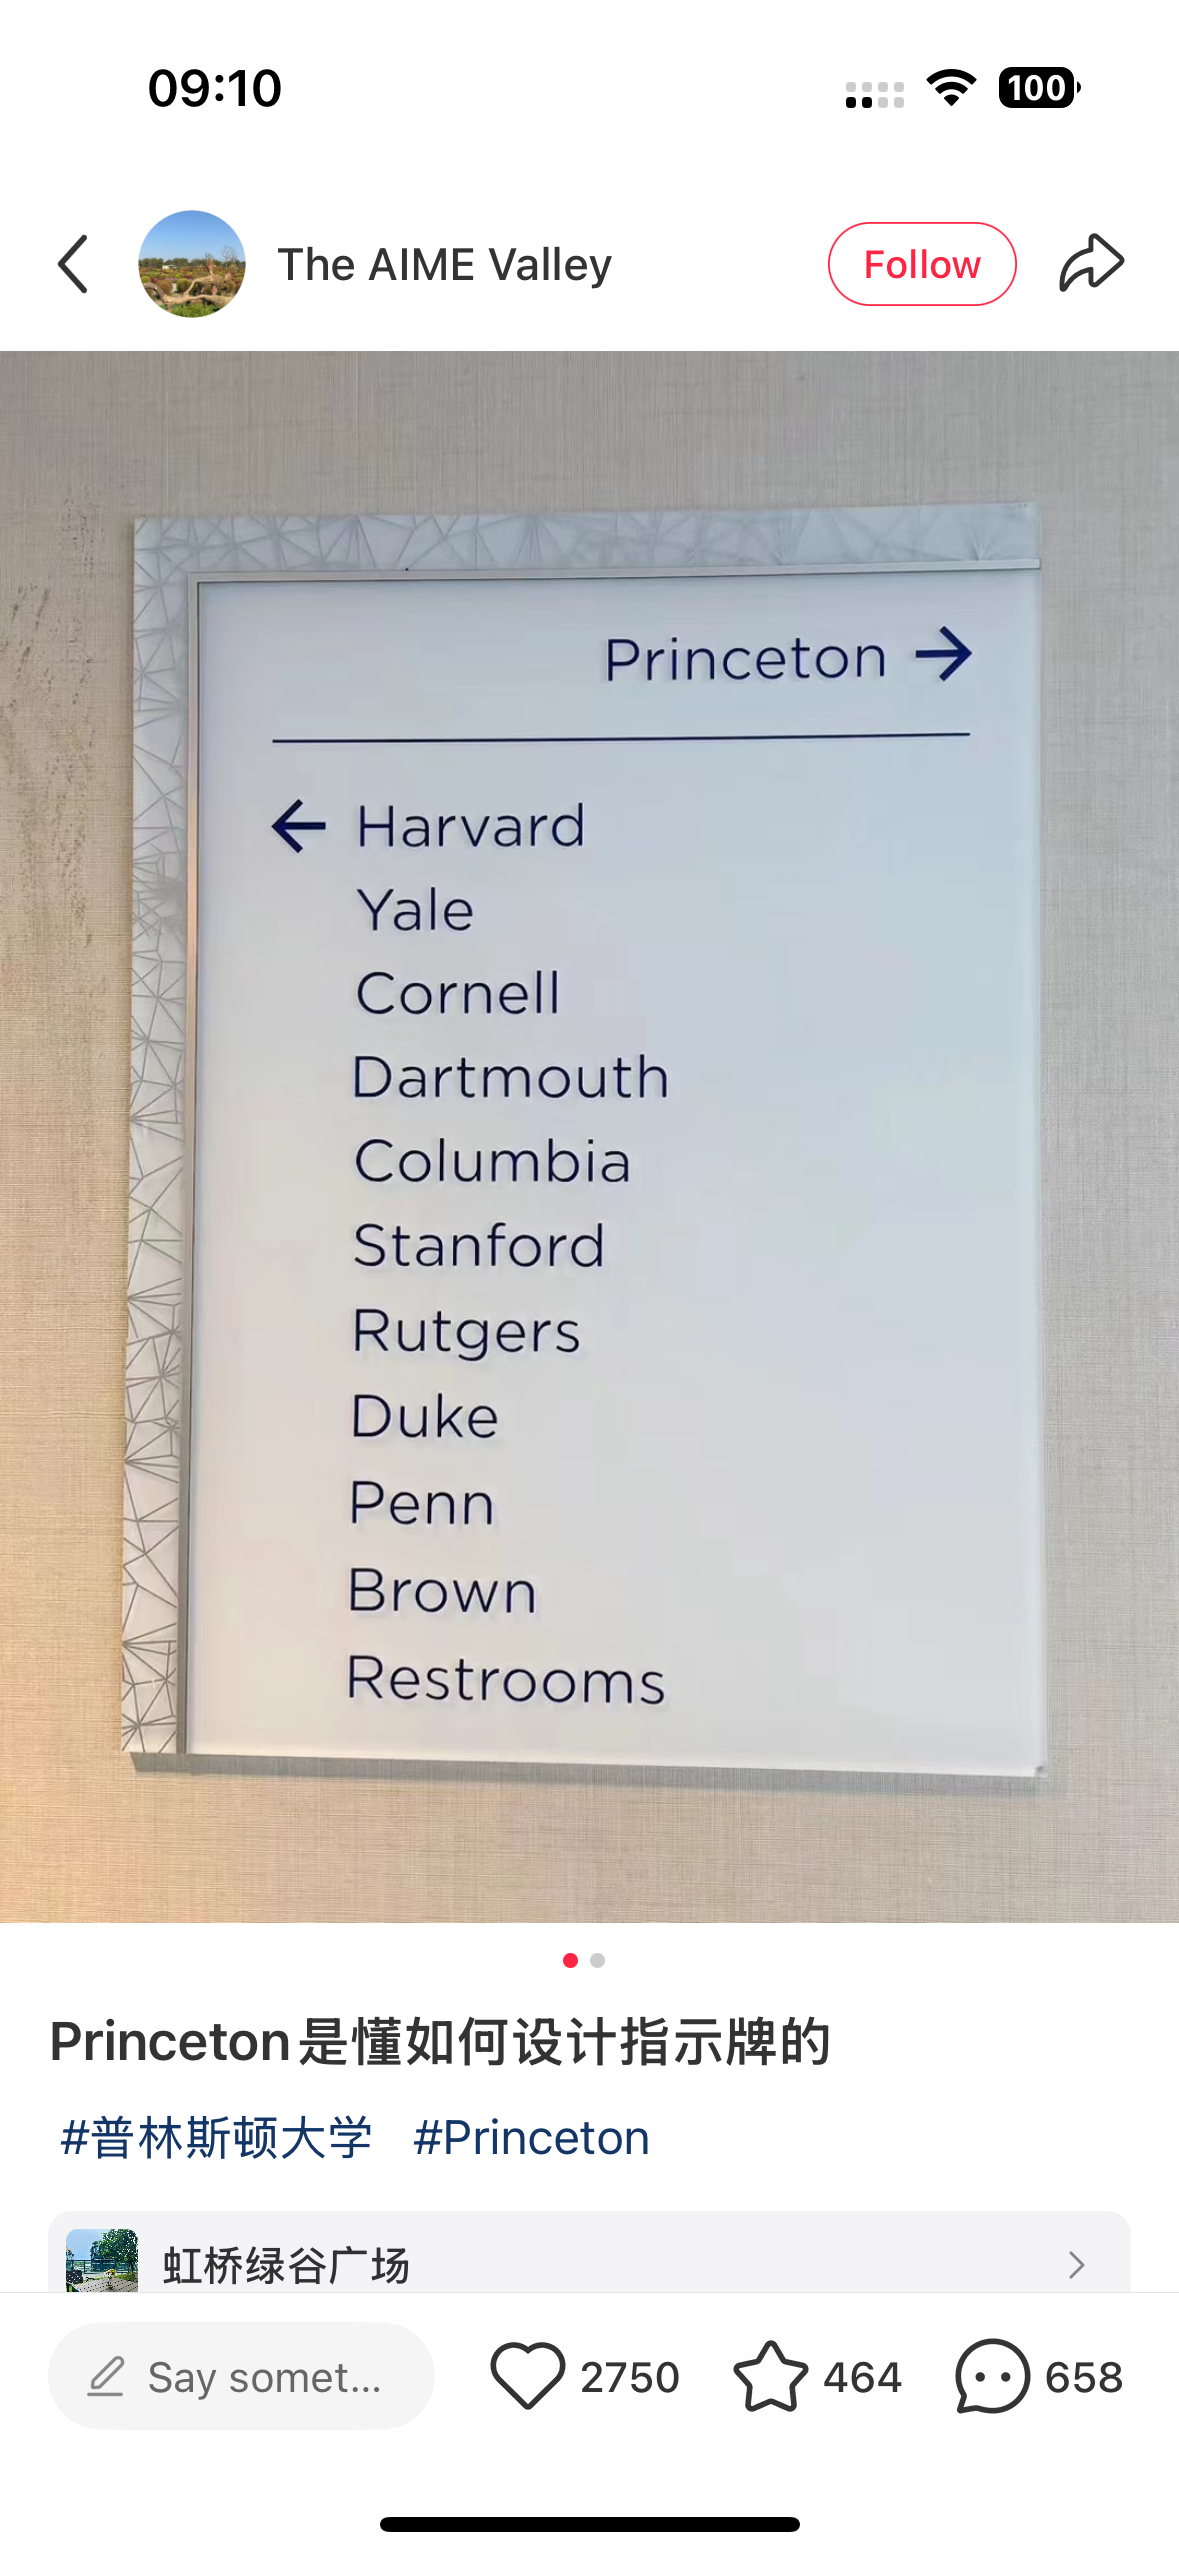 09:10
100
The AIME Valley
Follow
Princeton →
← Harvard
Yale
Cornell
Dartmouth
Columbia
Stanford
Rutgers
Duke
Penn
Brown
Restrooms
Princeton是懂如何设计指示牌的
#普林斯顿大学 #Princeton
虹桥绿谷广场
Say somet...
2750
464
658